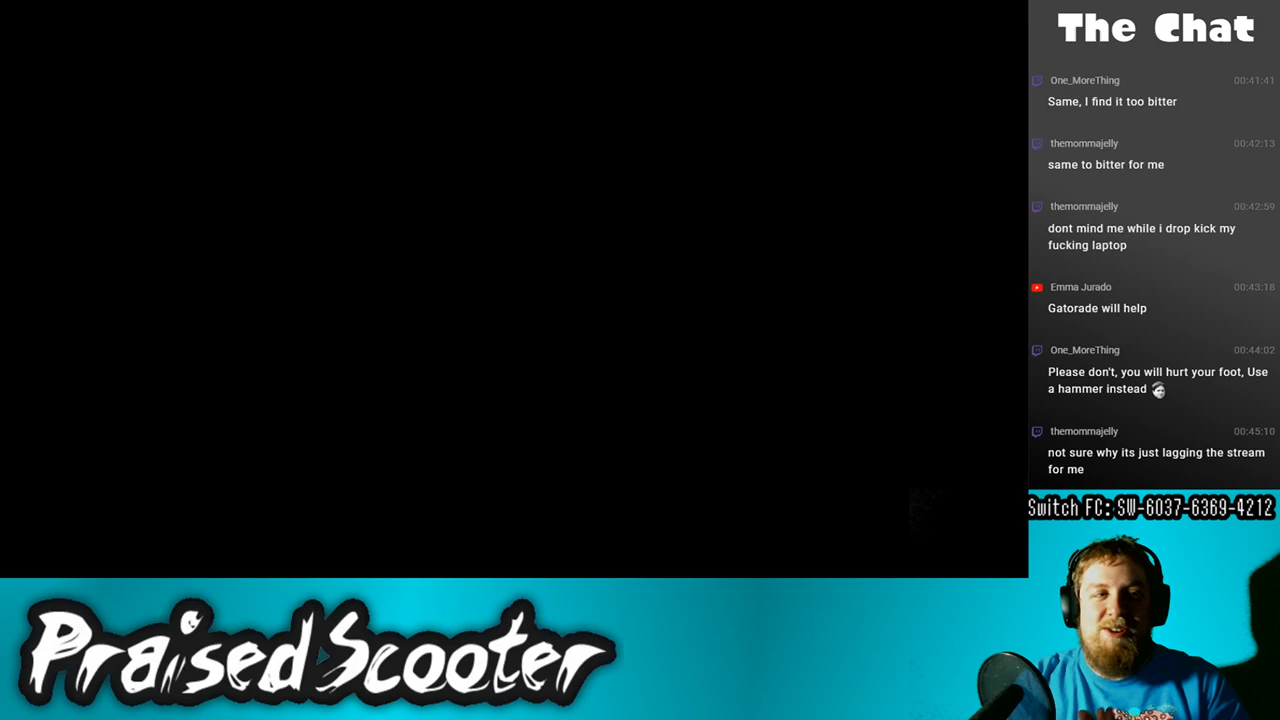 The Chat
One_MoreThing 00:41:41
Same, I find it too bitter
themommajelly 00:42:13
same to bitter for me
themommajelly 00:42:59
dont mind me while i drop kick my
fucking laptop
Emma Jurado 00:43:18
Gatorade will help
One_MoreThing 00:44:02
Please don't, you will hurt your foot, Use
a hammer instead
themommajelly 00:45:10
not sure why its just lagging the stream
for me
Switch FC: SW-6037-6369-4212
PraisedScooter